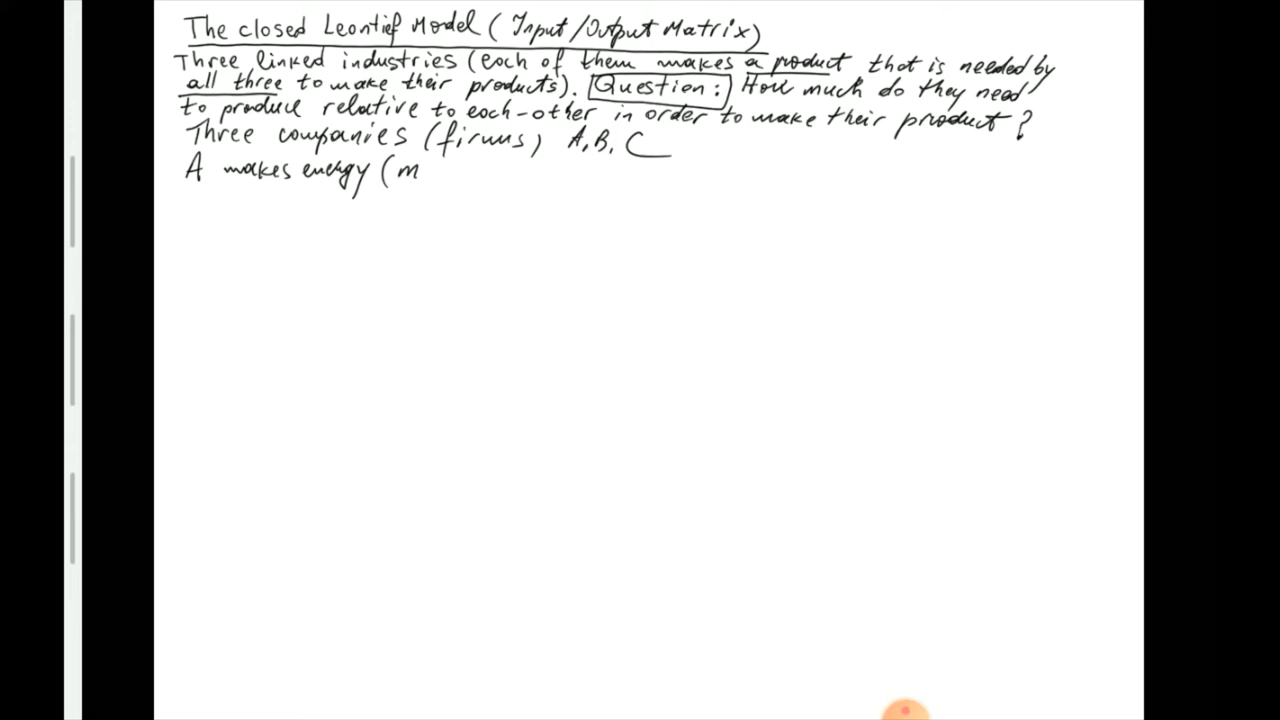 The closed Leontief Model (Input/Output Matrix)
Three linked industries (each of them makes a product that is needed by
all three to make their products). Question: How much do they need
to produce relative to each-other in order to make their product?
Three companies (firms) A, B, C
A makes energy (m